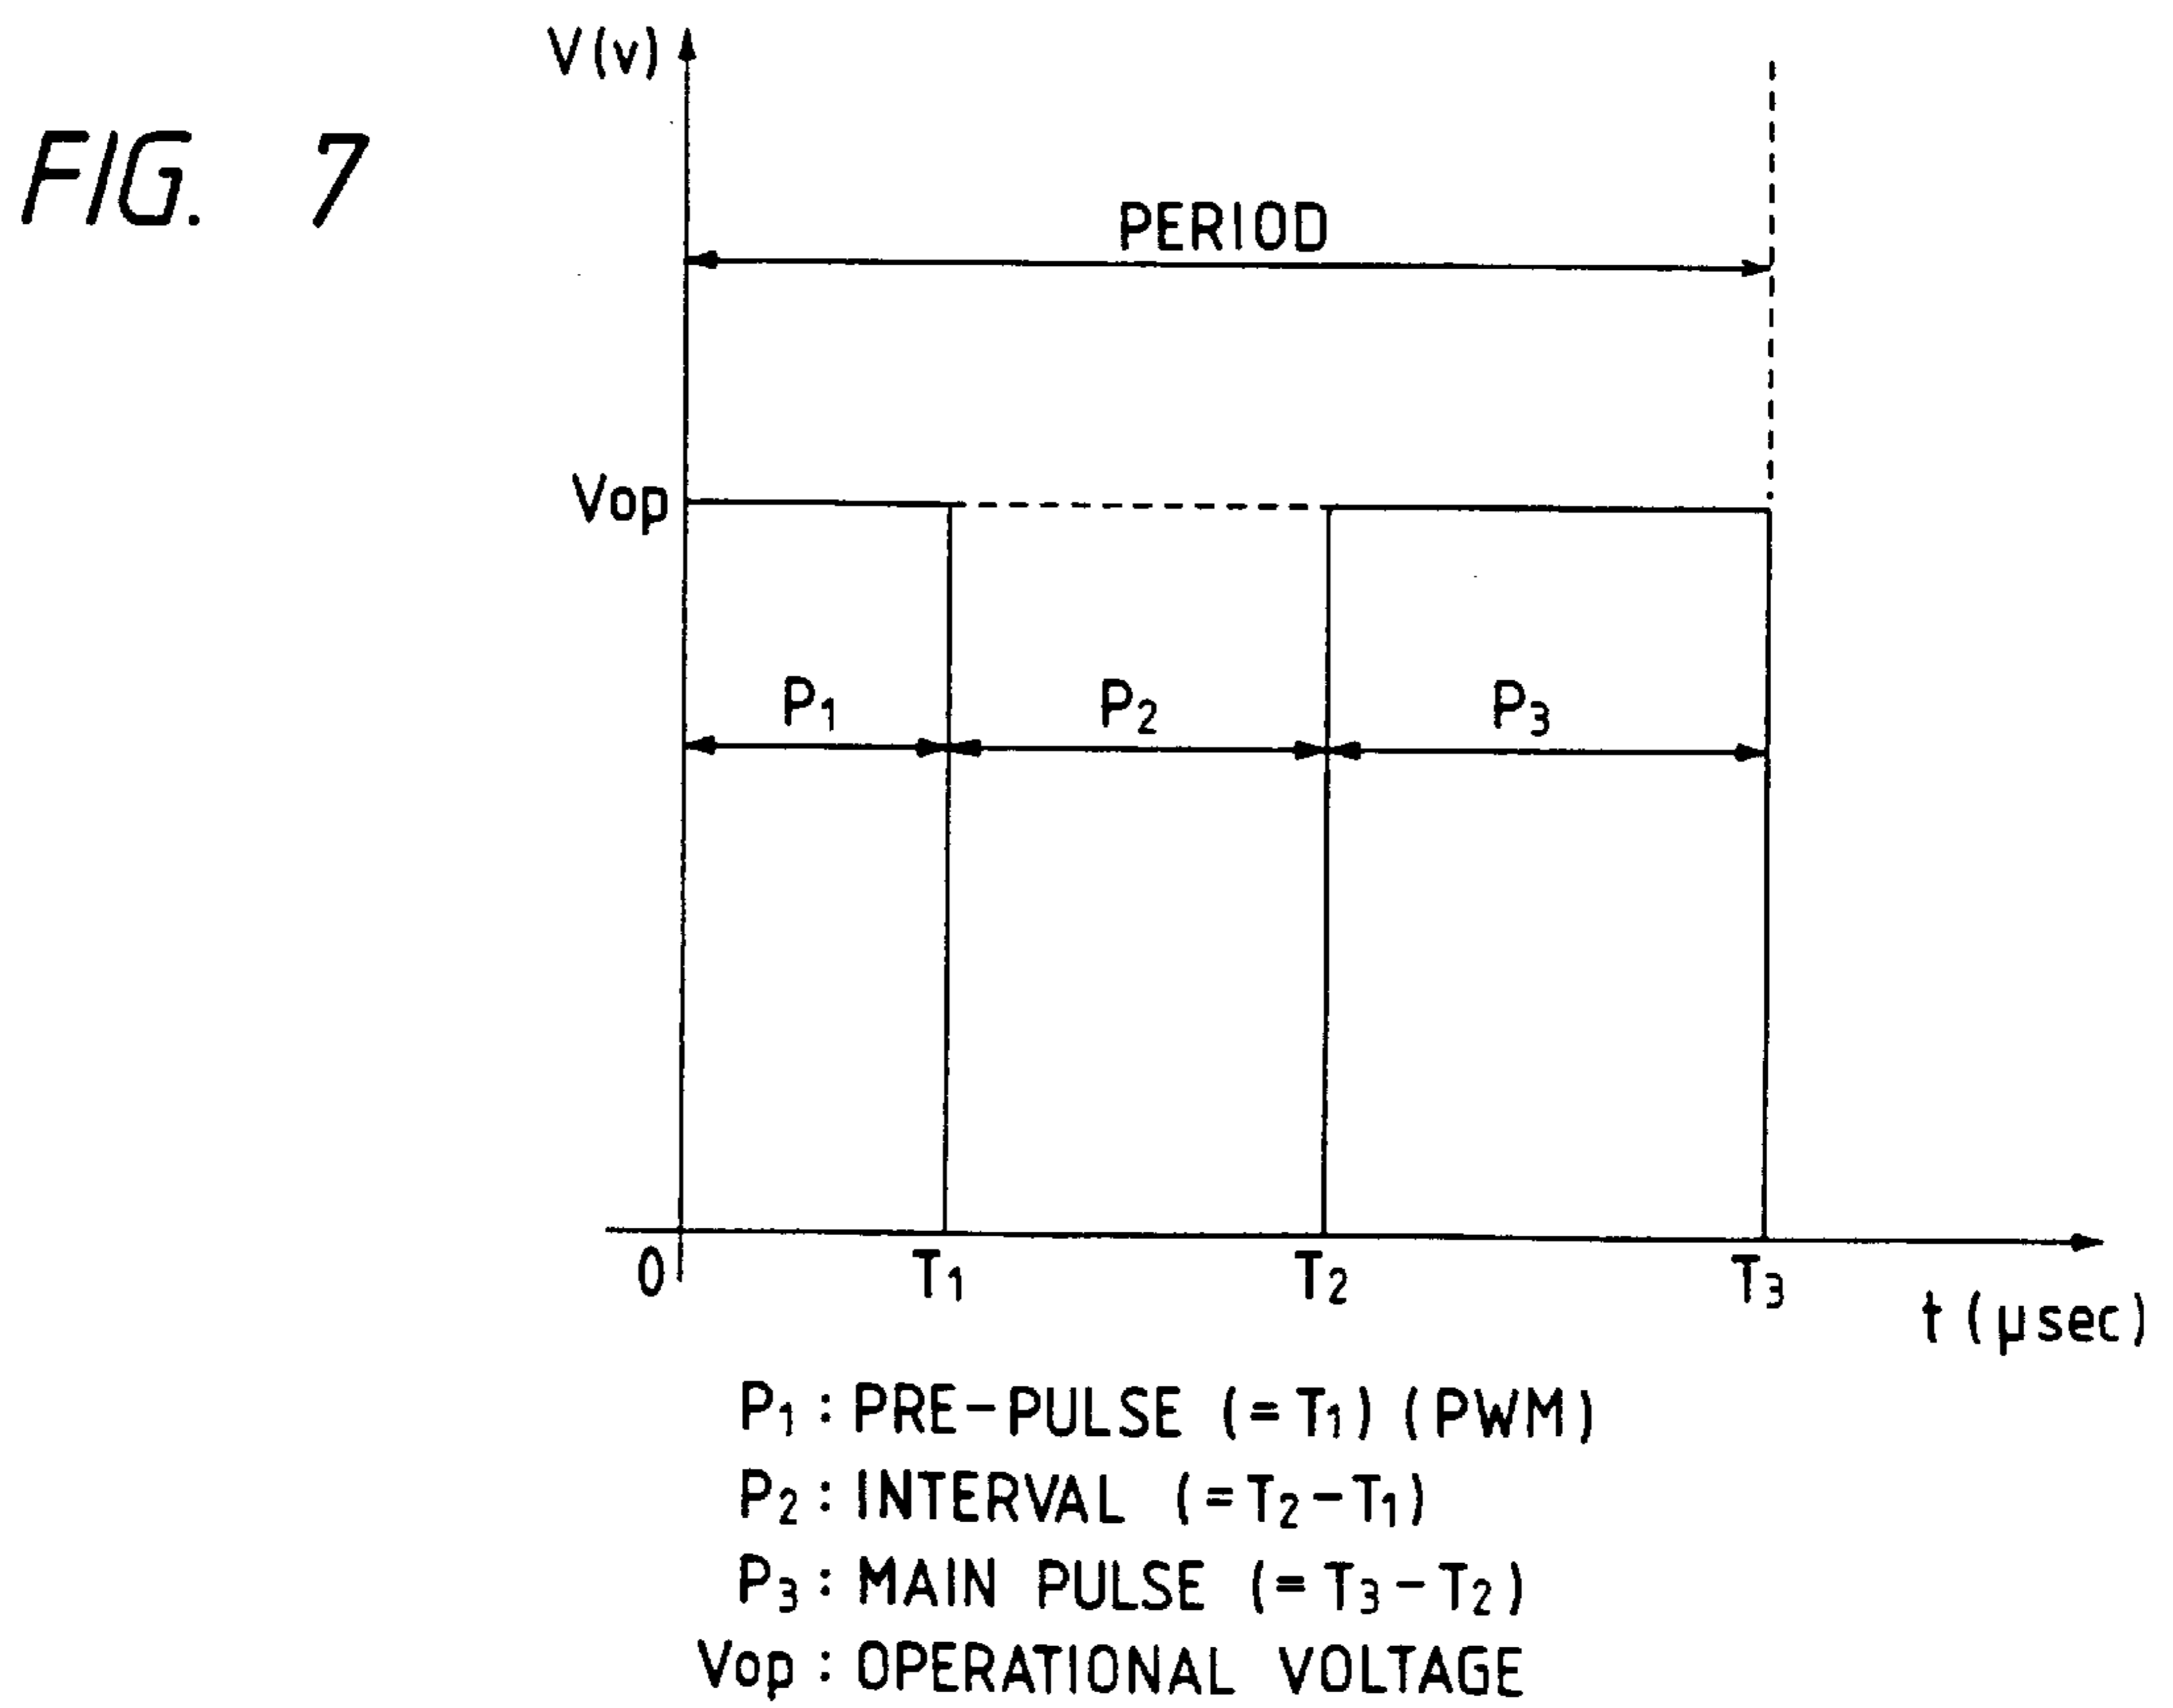 FIG. 7
V(v)
PERIOD
Vop
P1 P2 P3
0 T1 T2 T3
t (μsec)
P1 : PRE-PULSE (=T1) (PWM)
P2 : INTERVAL (=T2-T1)
P3 : MAIN PULSE (=T3-T2)
Vop : OPERATIONAL VOLTAGE